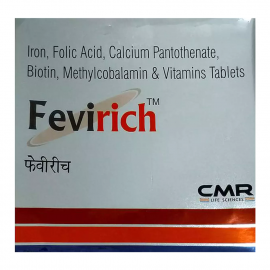 Iron, Folic Acid, Calcium Pantothenate,
Biotin, Methylcobalamin & Vitamins Tablets
Fevirich™
फेवीरीच
CMR
LIFE SCIENCES